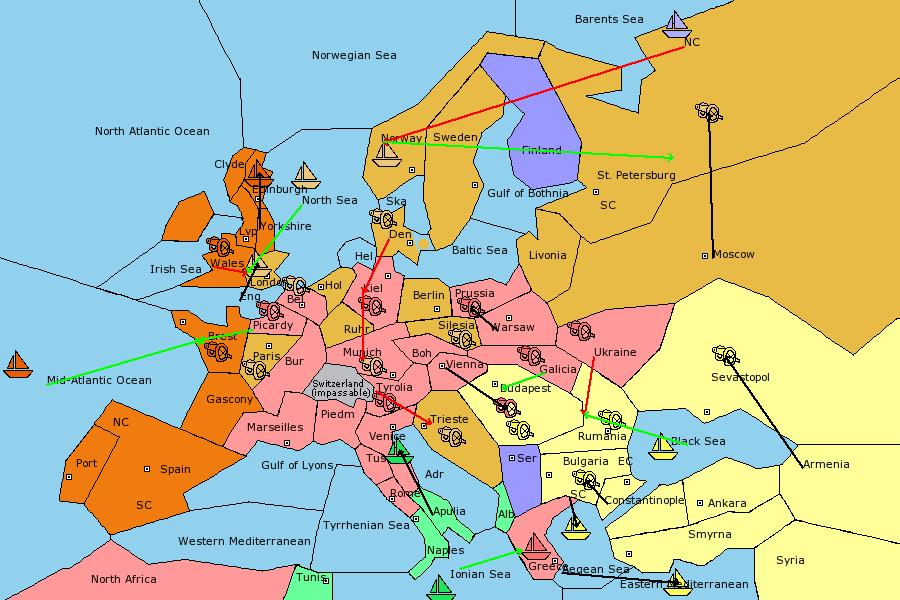 Barents Sea
NC
Norwegian Sea
North Atlantic Ocean
Norway
Sweden
Finland
Clyde
St. Petersburg
Edinburgh
Gulf of Bothnia
North Sea
Ska
SC
Yorkshire
Lvp
Den
Baltic Sea
Livonia
Moscow
Hel
Wales
Irish Sea
London
Hol
Kiel
Berlin
Prussia
Eng
Bel
Picardy
Ruhr
Silesia
Warsaw
Brest
Paris
Munich
Boh
Ukraine
Bur
Vienna
Galicia
Sevastopol
Mid-Atlantic Ocean
Switzerland
(impassable)
Tyrolia
Budapest
Gascony
NC
Piedm
Trieste
Marseilles
Venice
Rumania
Black Sea
Tus
Ser
Bulgaria
EC
Port
Spain
Gulf of Lyons
Adr
Armenia
Rome
SC
Constantinople
Ankara
SC
Apulia
Alb
Tyrrhenian Sea
Smyrna
Western Mediterranean
Naples
Syria
Greece
Aegean Sea
North Africa
Tunis
Ionian Sea
Eastern Mediterranean